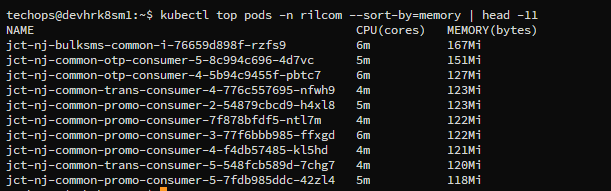 techops@devhrk8sm1:~$ kubectl top pods -n rilcom --sort-by=memory | head -11
NAME CPU(cores) MEMORY(bytes)
jct-nj-bulksms-common-i-76659d898f-rzfs9 6m 167Mi
jct-nj-common-otp-consumer-5-8c994c696-4d7vc 5m 151Mi
jct-nj-common-otp-consumer-4-5b94c9455f-pbtc7 6m 127Mi
jct-nj-common-trans-consumer-4-776c557695-nfwh9 4m 123Mi
jct-nj-common-promo-consumer-2-54879cbcd9-h4xl8 5m 123Mi
jct-nj-common-promo-consumer-7f878bfdf5-ntl7m 4m 122Mi
jct-nj-common-promo-consumer-3-77f6bbb985-ffxgd 6m 122Mi
jct-nj-common-promo-consumer-4-f4db57485-kl5hd 4m 121Mi
jct-nj-common-trans-consumer-5-548fcb589d-7chg7 4m 120Mi
jct-nj-common-promo-consumer-5-7fdb985ddc-42zl4 5m 118Mi